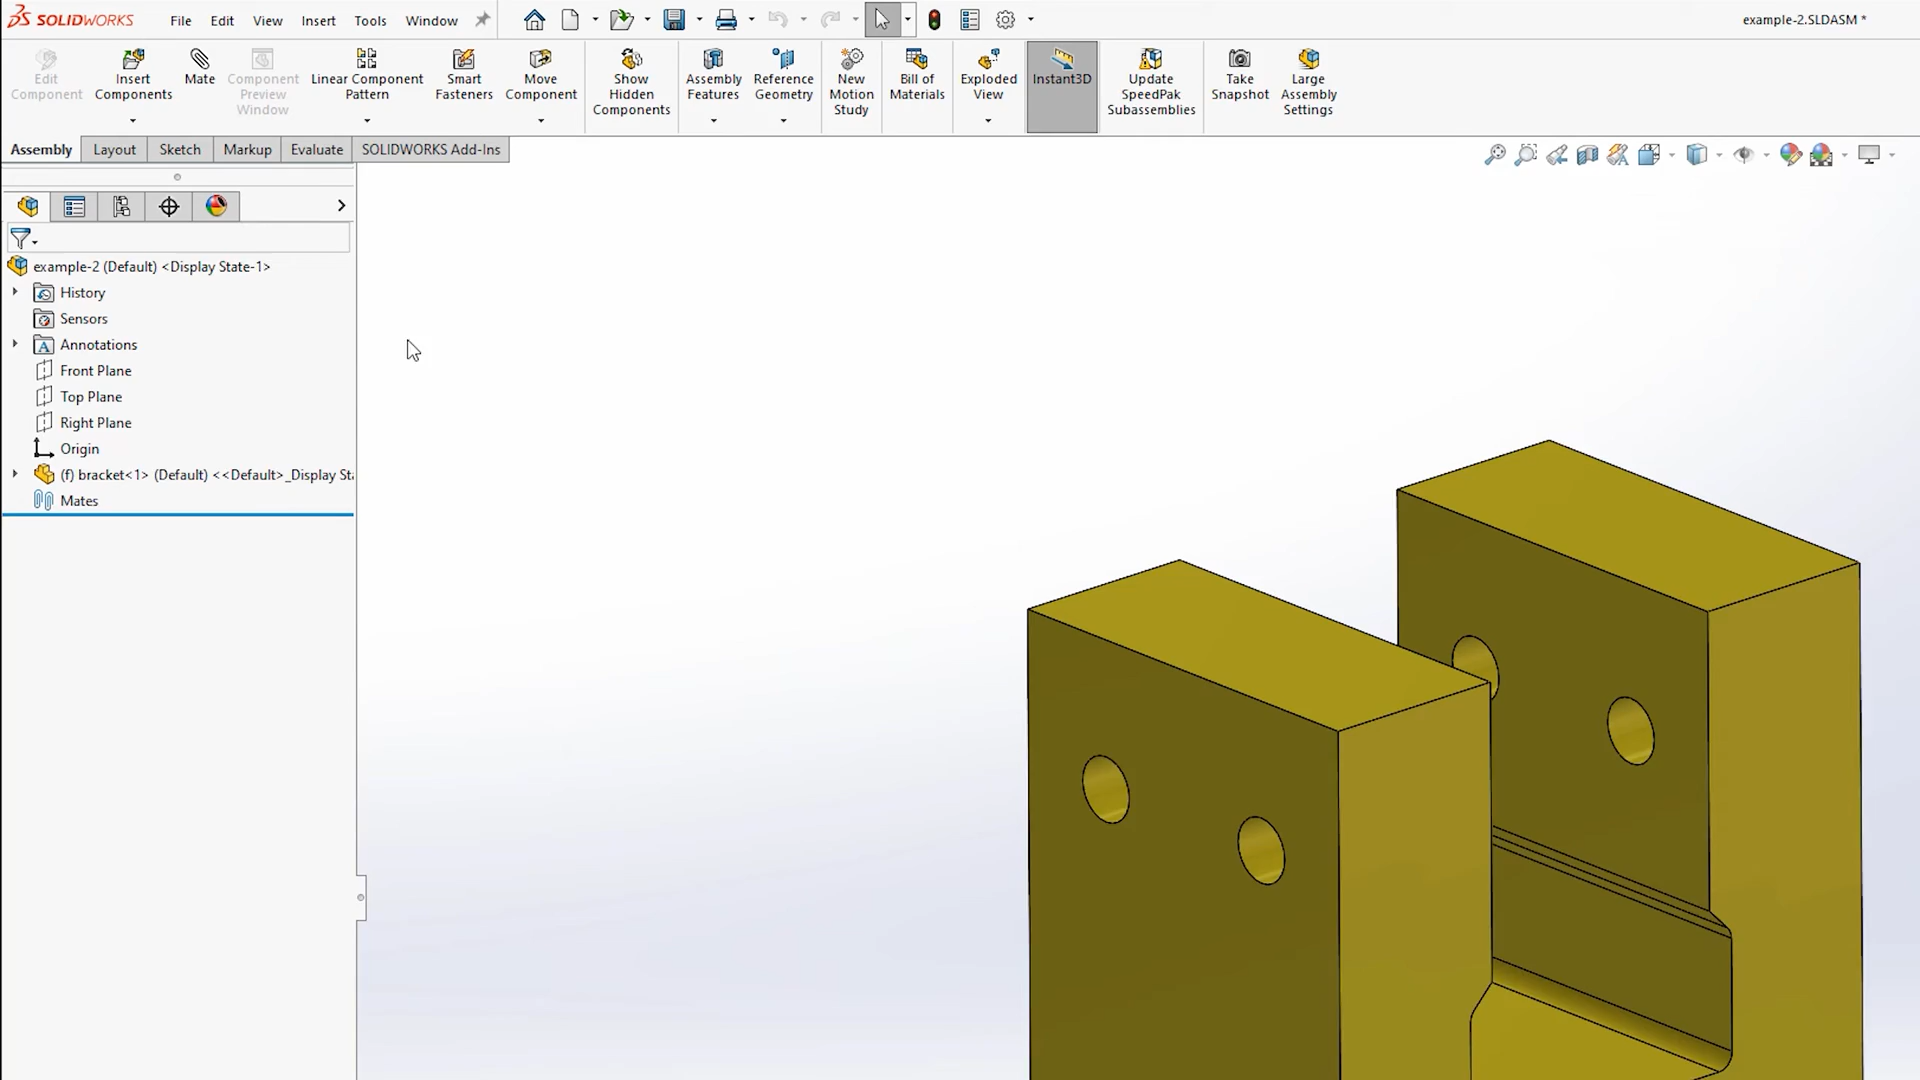 SOLIDWORKS File Edit View Insert Tools Window example-2.SLDASM *
Edit Component
Insert Components
Mate
Component Preview Window
Linear Component Pattern
Smart Fasteners
Move Component
Show Hidden Components
Assembly Features
Reference Geometry
New Motion Study
Bill of Materials
Exploded View
Instant3D
Update SpeedPak Subassemblies
Take Snapshot
Large Assembly Settings
Assembly Layout Sketch Markup Evaluate SOLIDWORKS Add-Ins
example-2 (Default) <Display State-1>
History
Sensors
Annotations
Front Plane
Top Plane
Right Plane
Origin
(f) bracket<1> (Default) <<Default>_Display Sta
Mates